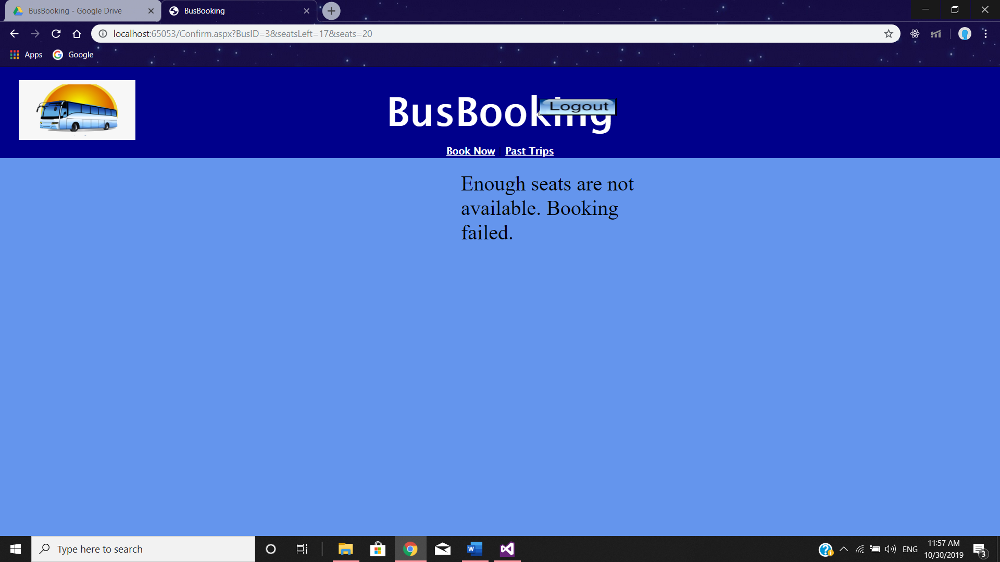 BusBooking - Google Drive
BusBooking
localhost:65053/Confirm.aspx?BusID=3&seatsLeft=17&seats=20
Apps
Google
BusBooking
Logout
Book Now
Past Trips
Enough seats are not
available. Booking
failed.
Type here to search
ENG
11:57 AM
10/30/2019
3